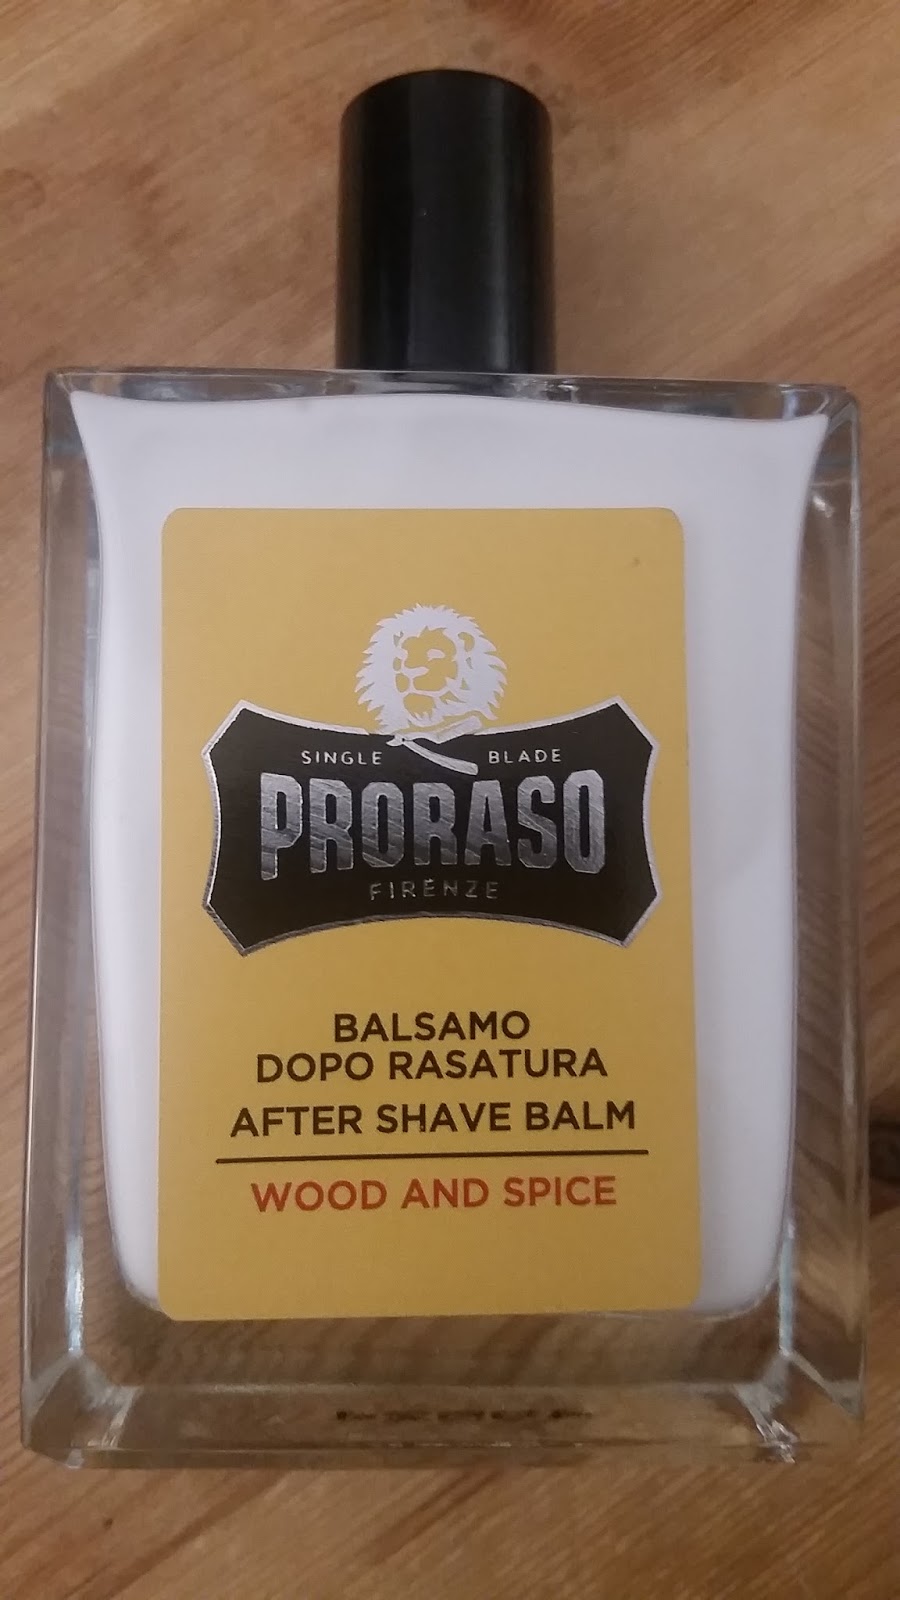 SINGLE BLADE
PRORASO
FIRENZE
BALSAMO
DOPO RASATURA
AFTER SHAVE BALM
WOOD AND SPICE